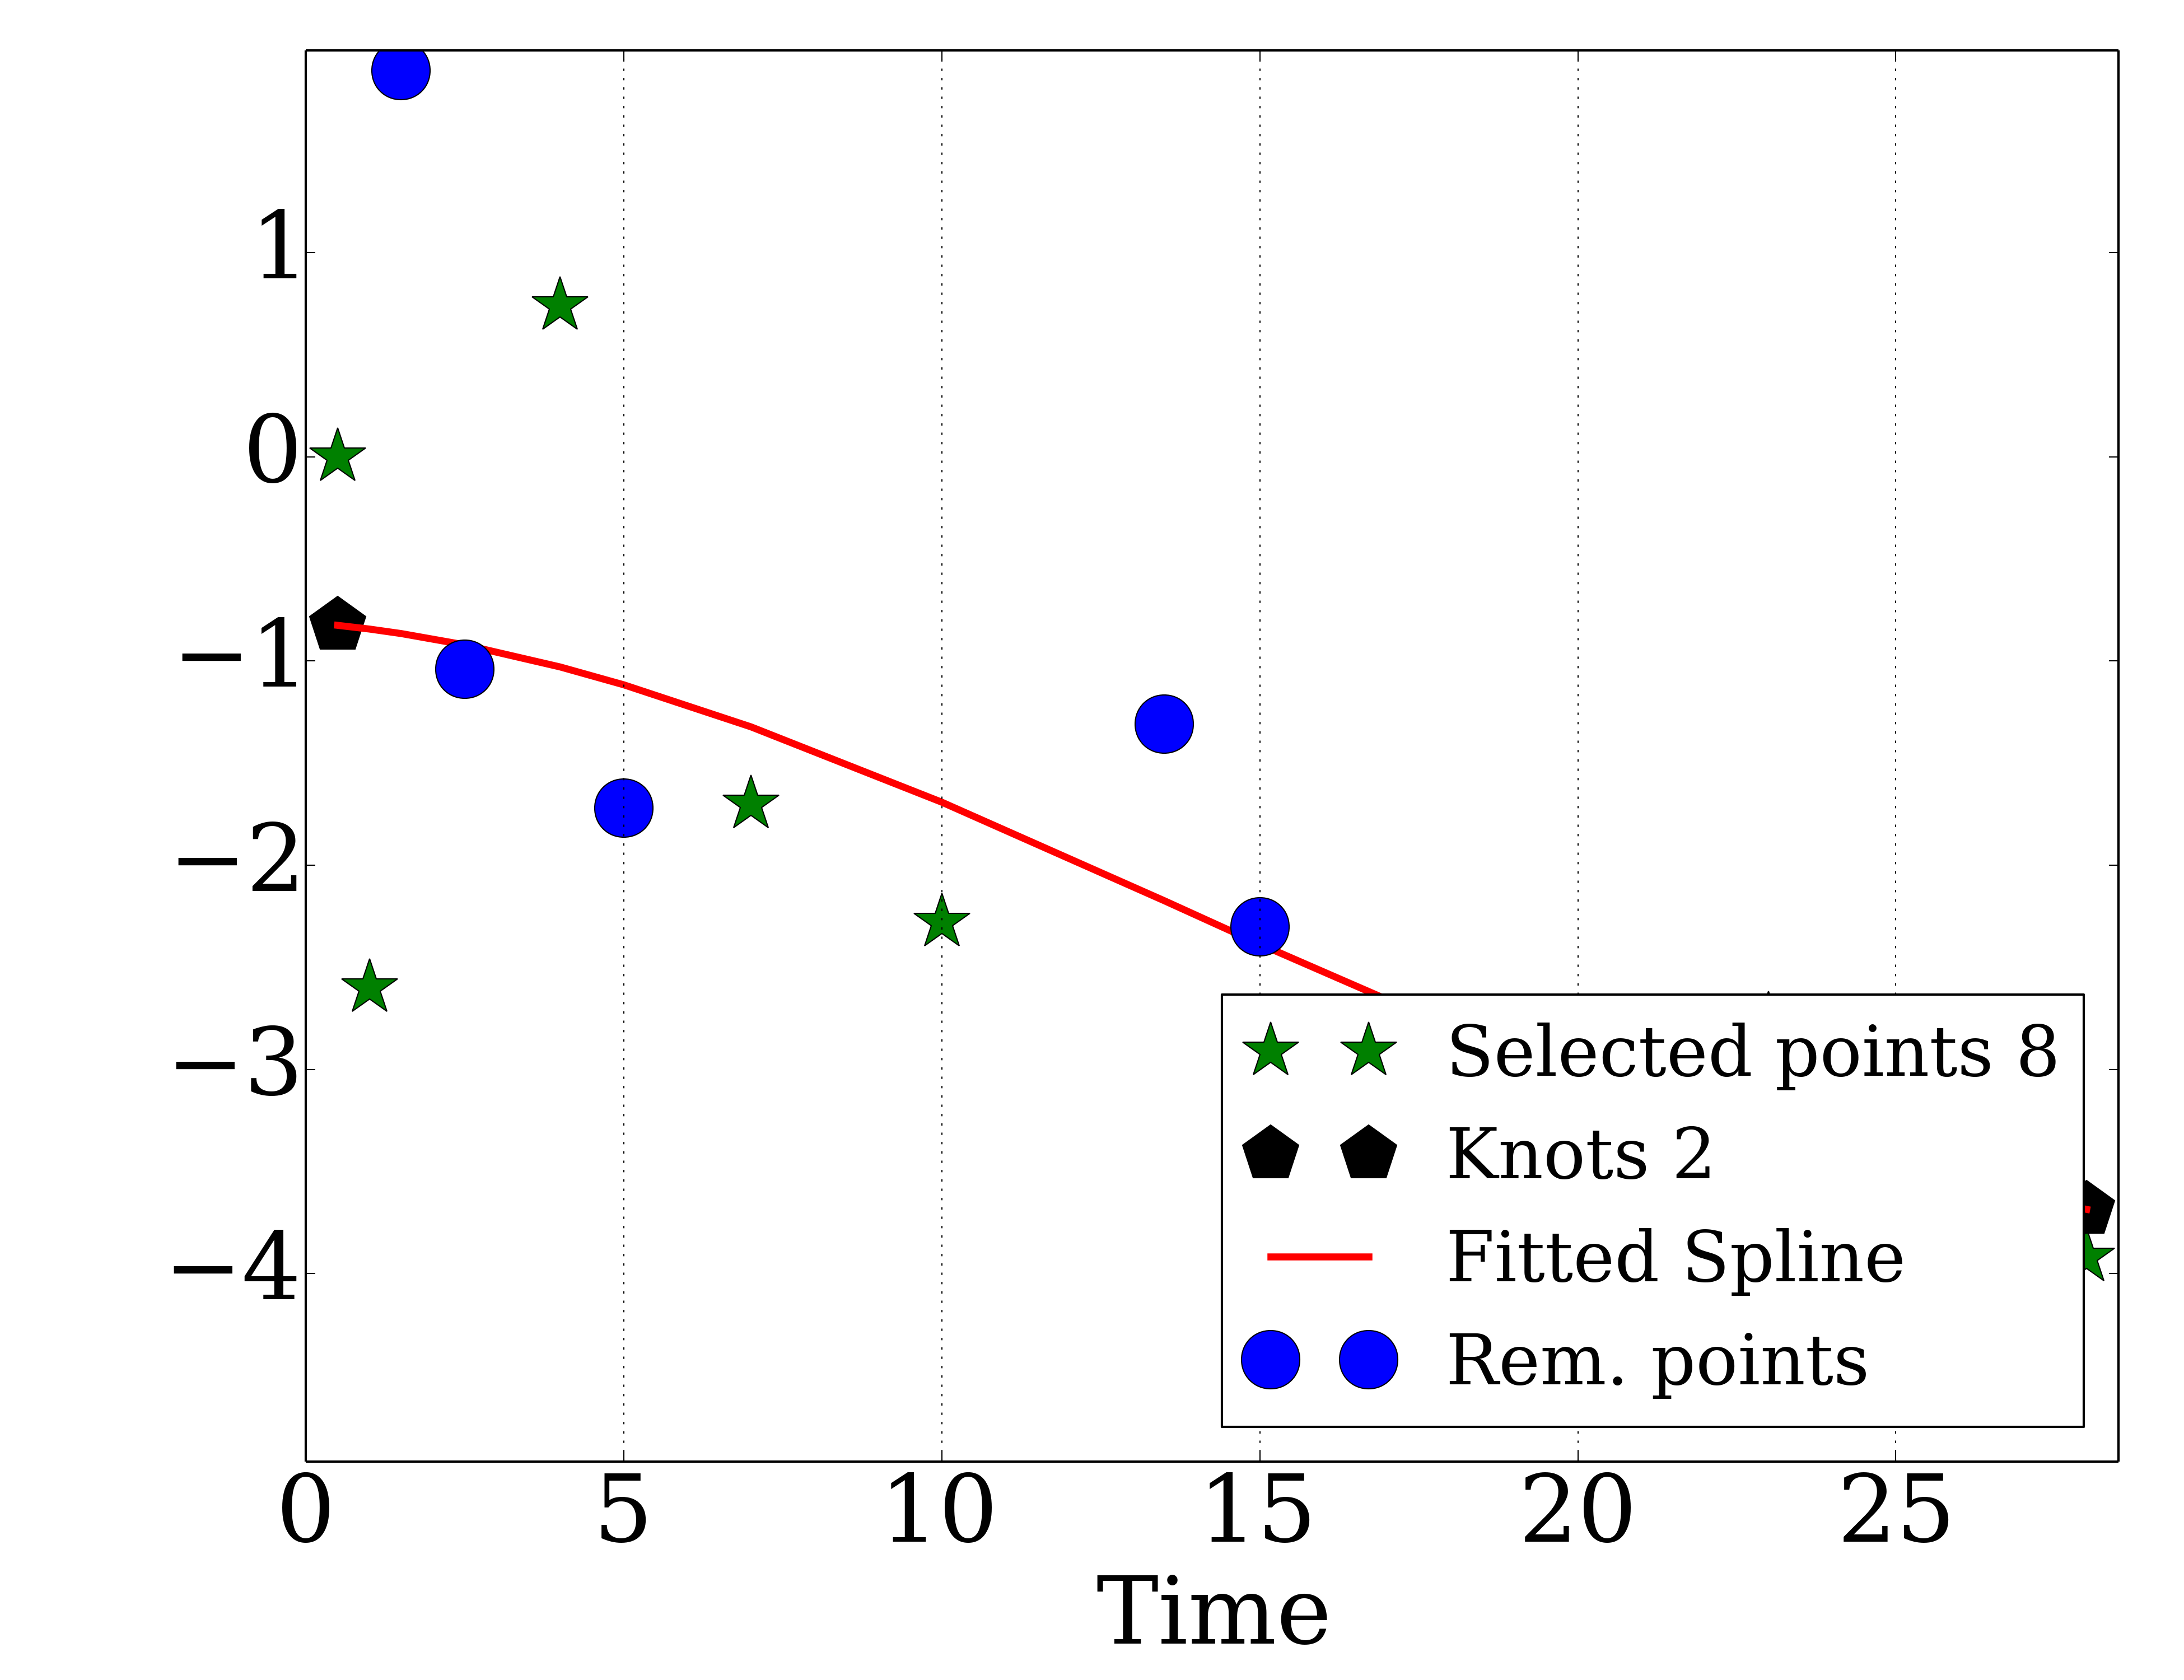 1
0
−1
−2
−3
−4
0 5 10 15 20 25
Time
Selected points 8
Knots 2
Fitted Spline
Rem. points